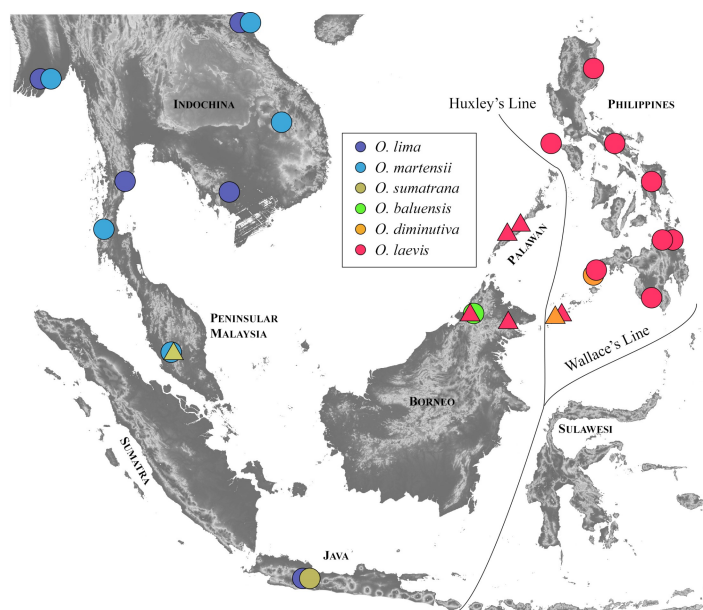 INDOCHINA
Huxley's Line
PHILIPPINES
O. lima
O. martensii
O. sumatrana
O. baluensis
O. diminutiva
O. laevis
PALAWAN
PENINSULAR
MALAYSIA
Wallace's Line
BORNEO
SULAWESI
SUMATRA
JAVA